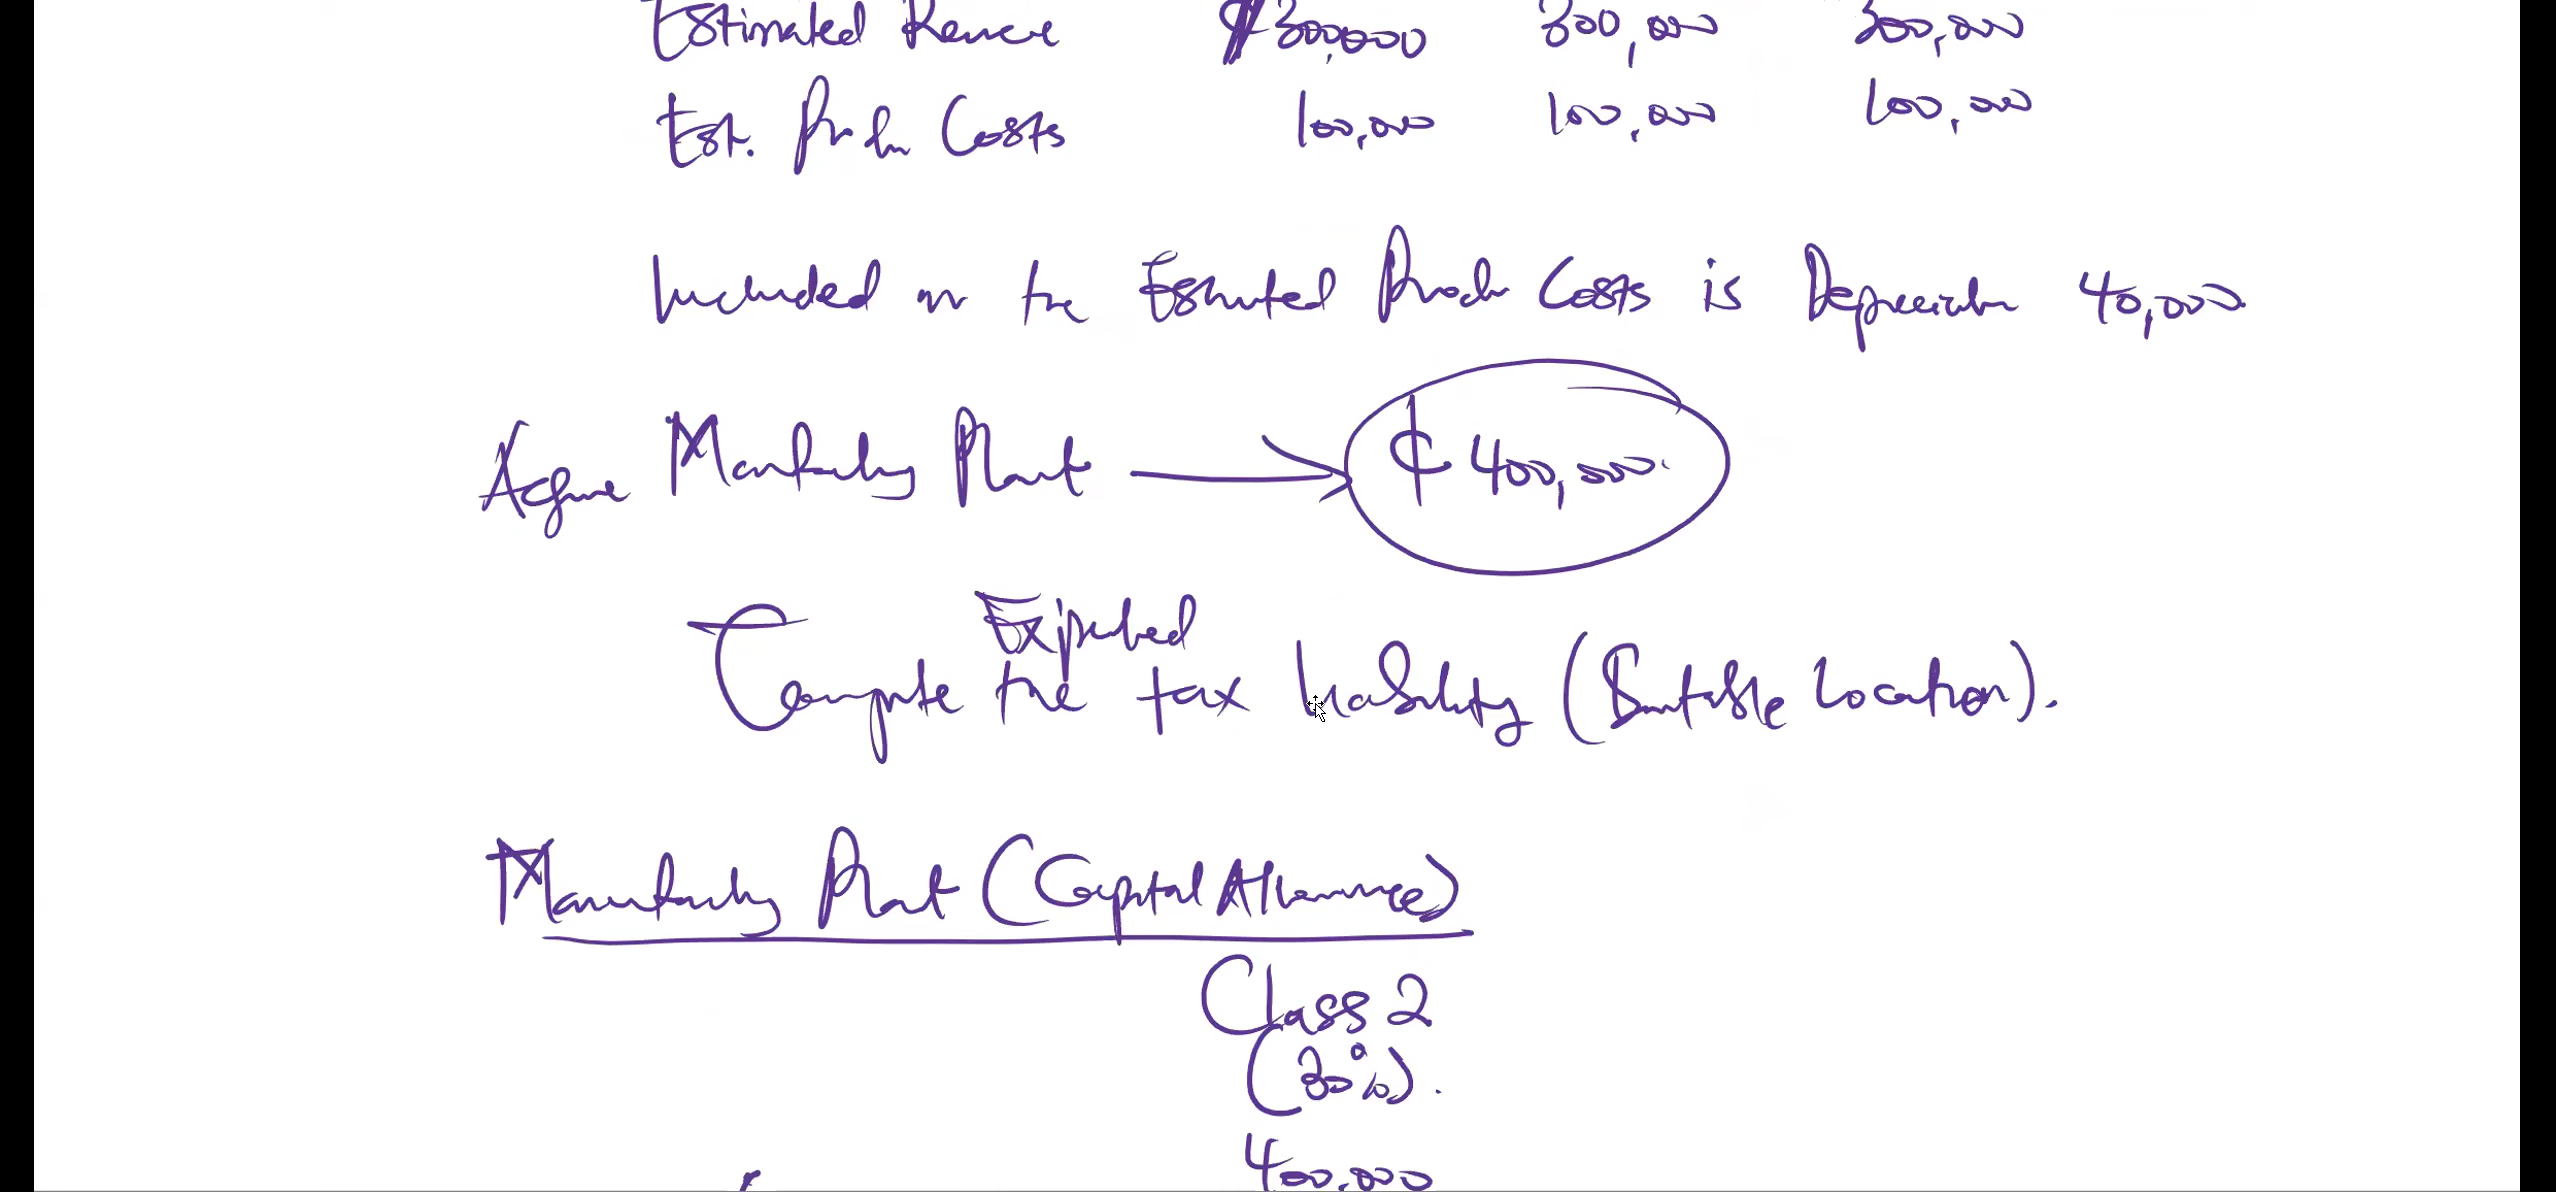 Estimated Revenue $300,000 300,000 300,000
Est. Prodn Costs 100,000 100,000 100,000
Included in the Estimated Prodn Costs is Depreciation 40,000
Acquire Manufacturing Plant → ₵ 400,000
Expected
Compute the tax liability (Suitable Location).
Manufacturing Plant (Capital Allowance)
Class 2
(30%).
400,000